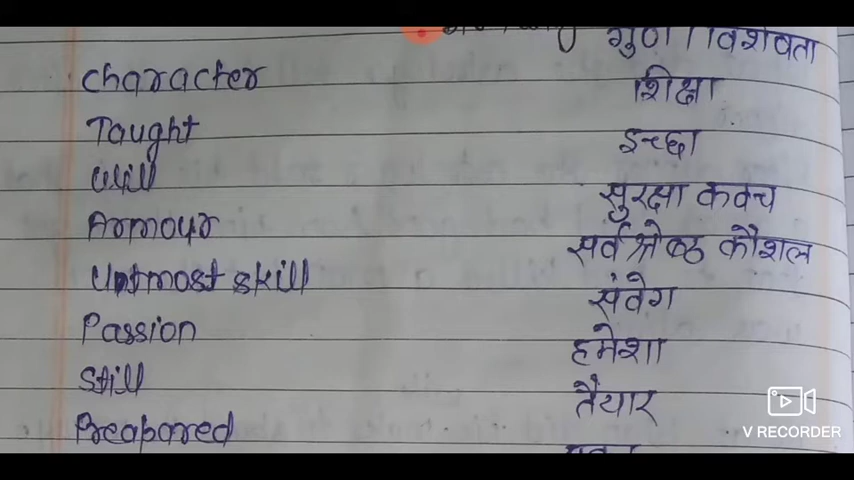 गुण / विशेषता
Character शिक्षा
Taught इच्छा
Will सुरक्षा कवच
Armour सर्वश्रेष्ठ कौशल
Utmost skill संवेग
Passion हमेशा
Still तैयार
Preapared
V RECORDER